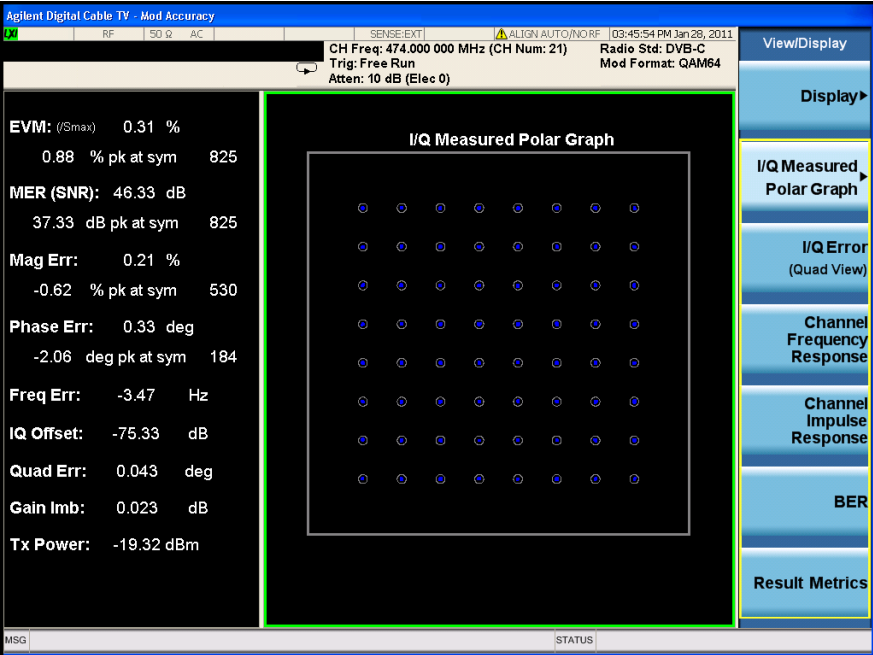 Agilent Digital Cable TV - Mod Accuracy
LXI RF 50 Ω AC SENSE:EXT ALIGN AUTO/NO RF 03:45:54 PM Jan 28, 2011
CH Freq: 474.000 000 MHz (CH Num: 21) Radio Std: DVB-C
Trig: Free Run Mod Format: QAM64
Atten: 10 dB (Elec 0)
EVM: (/Smax) 0.31 %
0.88 % pk at sym 825
MER (SNR): 46.33 dB
37.33 dB pk at sym 825
Mag Err: 0.21 %
-0.62 % pk at sym 530
Phase Err: 0.33 deg
-2.06 deg pk at sym 184
Freq Err: -3.47 Hz
IQ Offset: -75.33 dB
Quad Err: 0.043 deg
Gain Imb: 0.023 dB
Tx Power: -19.32 dBm
I/Q Measured Polar Graph
View/Display
Display
I/Q Measured
Polar Graph
I/Q Error
(Quad View)
Channel
Frequency
Response
Channel
Impulse
Response
BER
Result Metrics
MSG STATUS